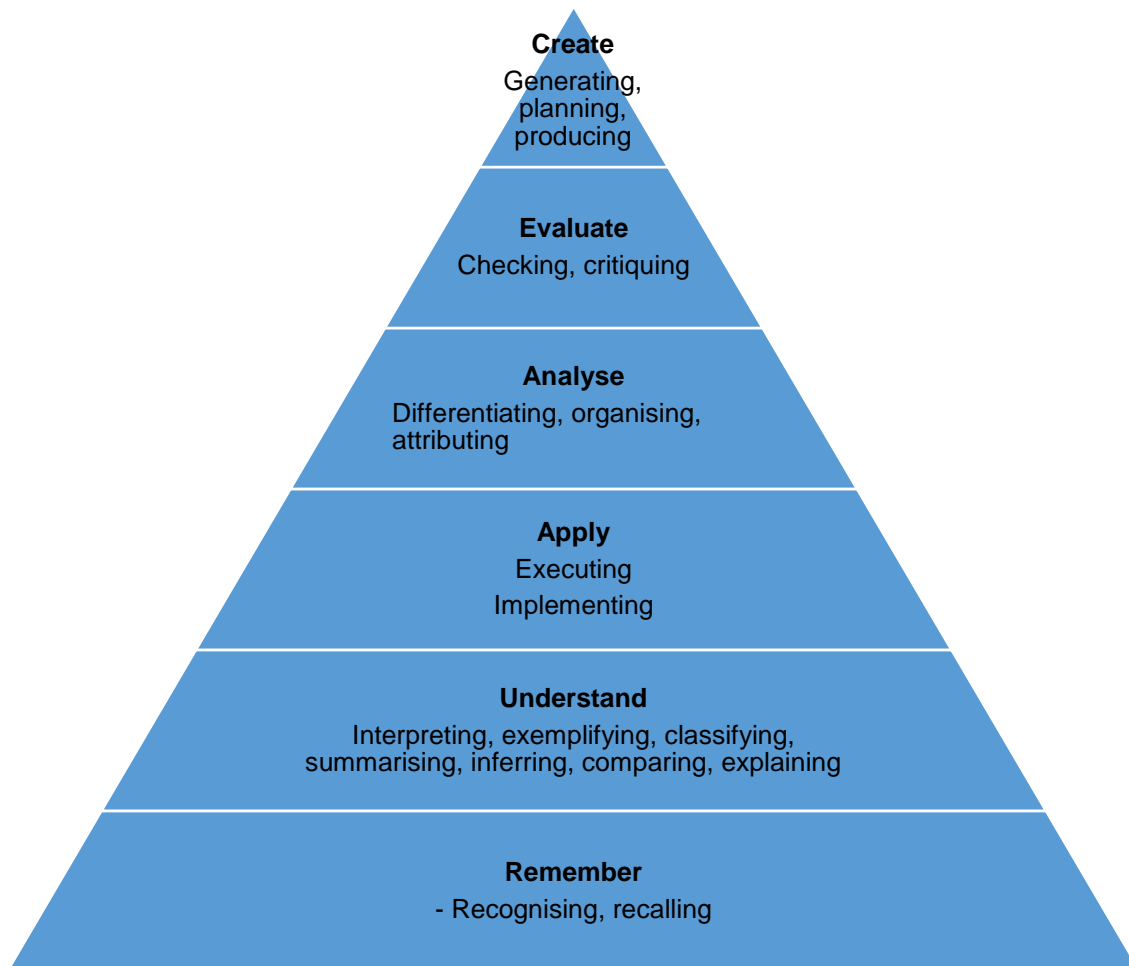 Create
Generating,
planning,
producing
Evaluate
Checking, critiquing
Analyse
Differentiating, organising,
attributing
Apply
Executing
Implementing
Understand
Interpreting, exemplifying, classifying,
summarising, inferring, comparing, explaining
Remember
- Recognising, recalling